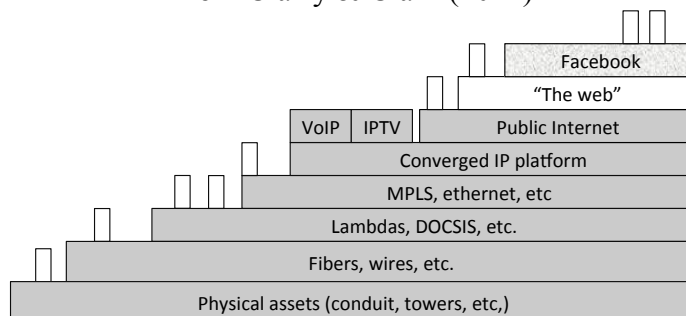 Facebook
“The web”
VoIP IPTV Public Internet
Converged IP platform
MPLS, ethernet, etc
Lambdas, DOCSIS, etc.
Fibers, wires, etc.
Physical assets (conduit, towers, etc,)